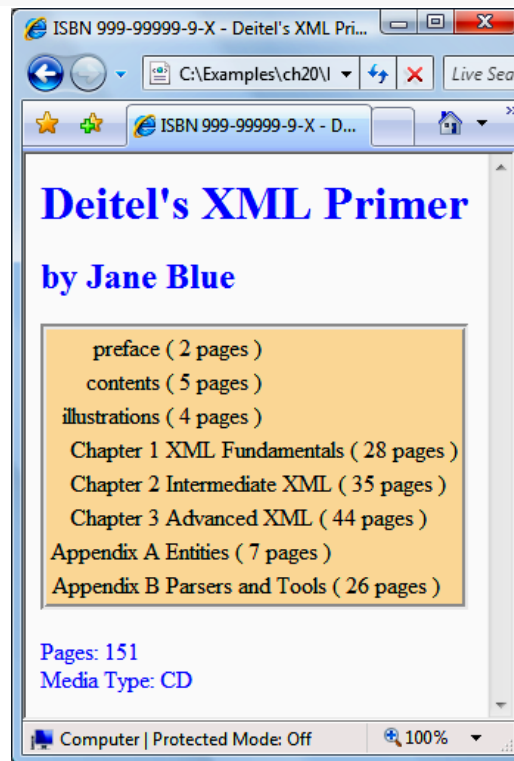 ISBN 999-99999-9-X - Deitel's XML Pri...
C:\Examples\ch20\l
Live Sea
ISBN 999-99999-9-X - D...
Deitel's XML Primer
by Jane Blue
preface ( 2 pages )
contents ( 5 pages )
illustrations ( 4 pages )
Chapter 1 XML Fundamentals ( 28 pages )
Chapter 2 Intermediate XML ( 35 pages )
Chapter 3 Advanced XML ( 44 pages )
Appendix A Entities ( 7 pages )
Appendix B Parsers and Tools ( 26 pages )
Pages: 151
Media Type: CD
Computer | Protected Mode: Off
100%